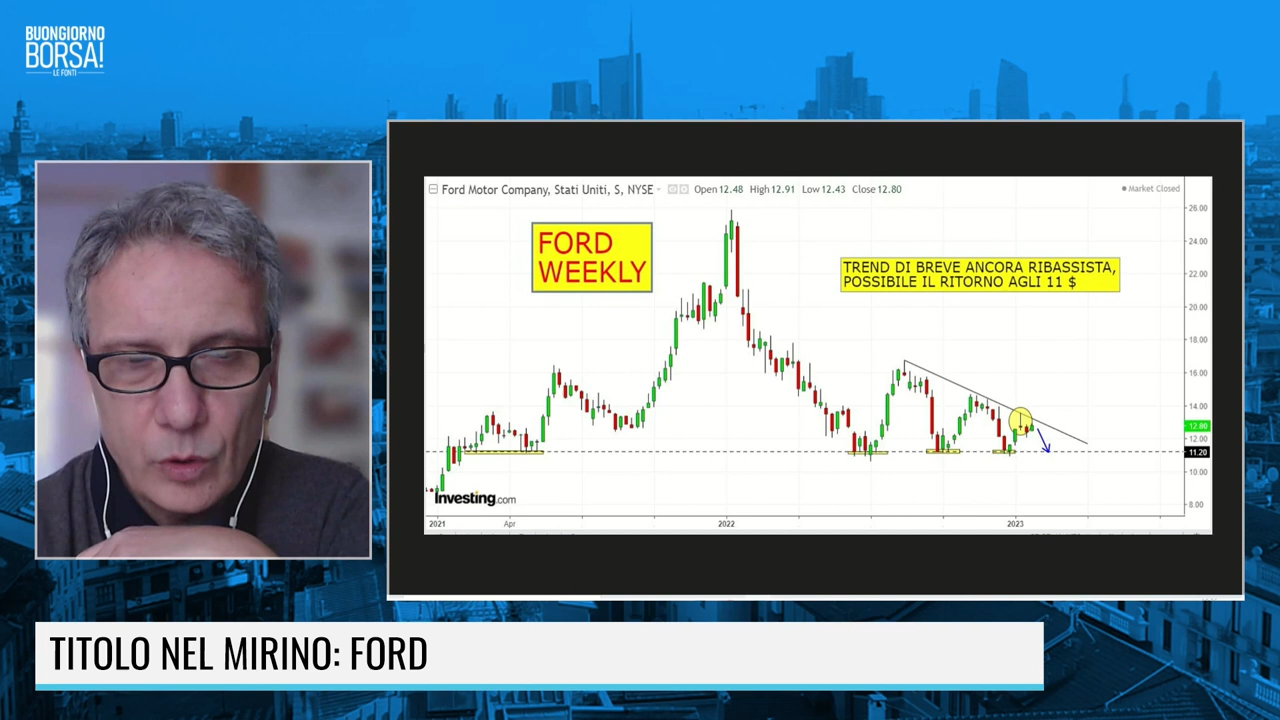 BUONGIORNO
BORSA!
LE FONTI
Ford Motor Company, Stati Uniti, S, NYSE Open 12.48 High 12.91 Low 12.43 Close 12.80
Market Closed
FORD
WEEKLY
TREND DI BREVE ANCORA RIBASSISTA,
POSSIBILE IL RITORNO AGLI 11 $
26.00
24.00
22.00
20.00
18.00
16.00
14.00
12.80
12.00
11.20
10.00
8.00
Investing.com
2021 Apr 2022 2023
TITOLO NEL MIRINO: FORD